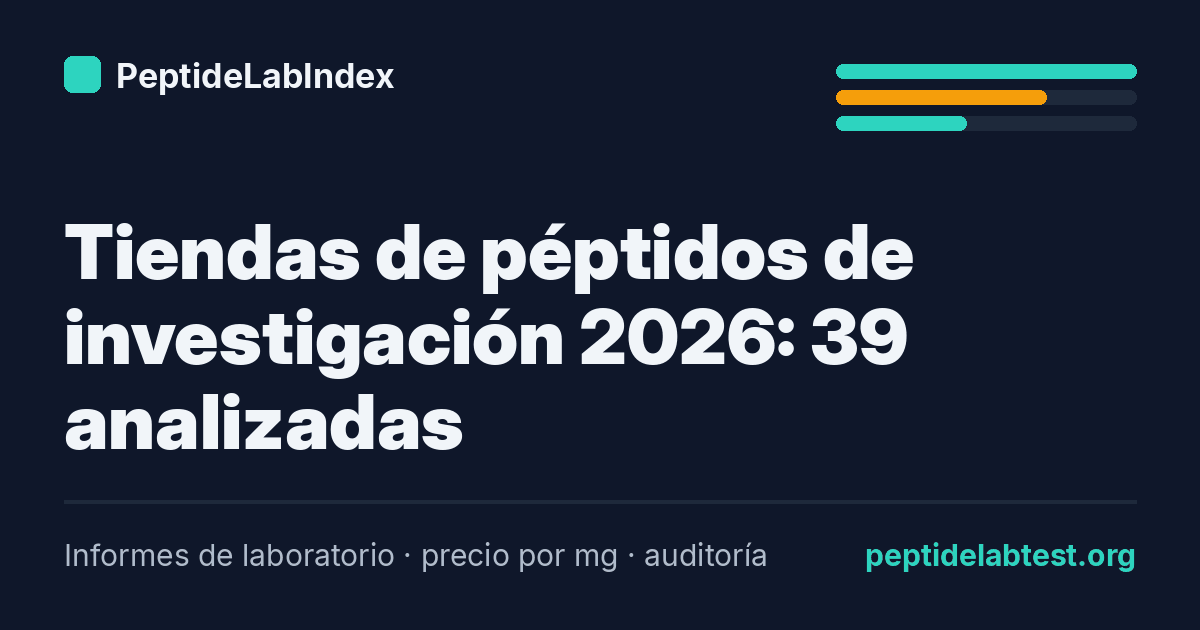 PeptideLabIndex
Tiendas de péptidos de
investigación 2026: 39
analizadas
Informes de laboratorio · precio por mg · auditoría
peptidelabtest.org